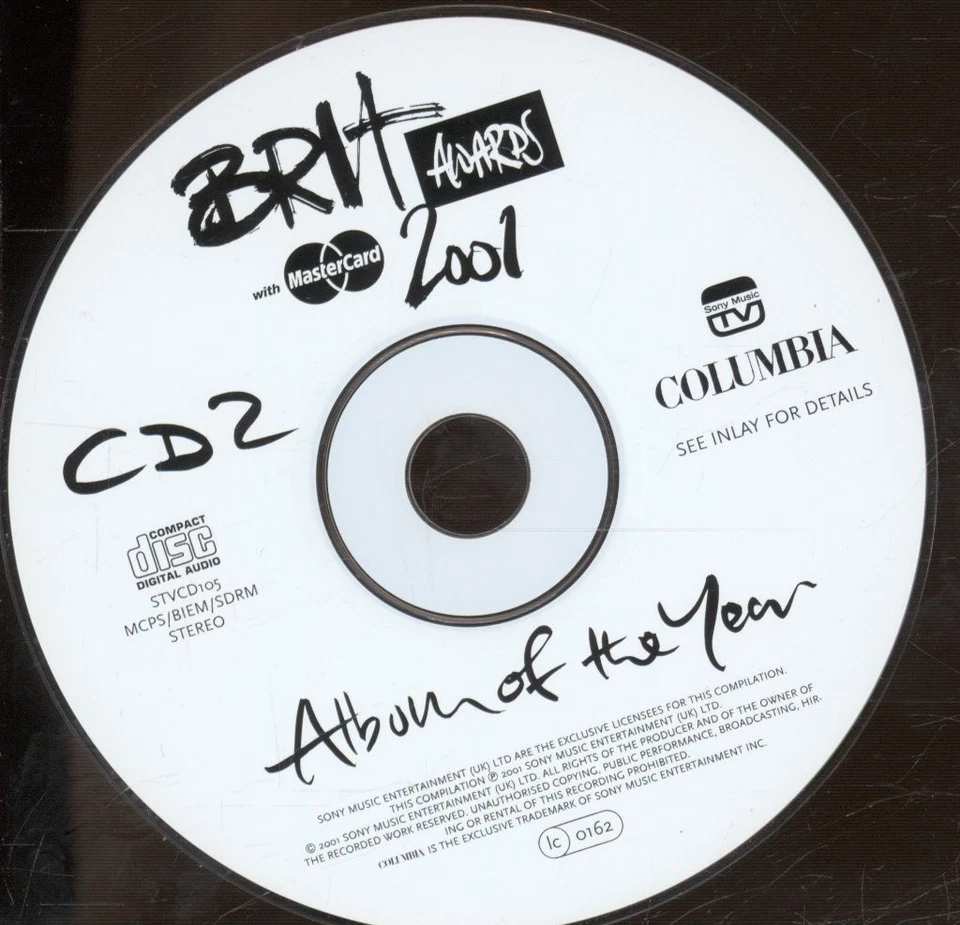 BRIT AWARDS
with MasterCard 2001
Sony Music
TV
COLUMBIA
SEE INLAY FOR DETAILS
CD2
COMPACT
disc
DIGITAL AUDIO
STVCD105
MCPS/BIEM/SDRM
STEREO
Album of the Year
SONY MUSIC ENTERTAINMENT (UK) LTD ARE THE EXCLUSIVE LICENSEES FOR THIS COMPILATION.
THIS COMPILATION ℗ 2001 SONY MUSIC ENTERTAINMENT (UK) LTD.
© 2001 SONY MUSIC ENTERTAINMENT (UK) LTD. ALL RIGHTS OF THE PRODUCER AND OF THE OWNER OF
THE RECORDED WORK RESERVED. UNAUTHORISED COPYING, PUBLIC PERFORMANCE, BROADCASTING, HIR-
ING OR RENTAL OF THIS RECORDING PROHIBITED.
COLUMBIA IS THE EXCLUSIVE TRADEMARK OF SONY MUSIC ENTERTAINMENT INC.
lc 0162